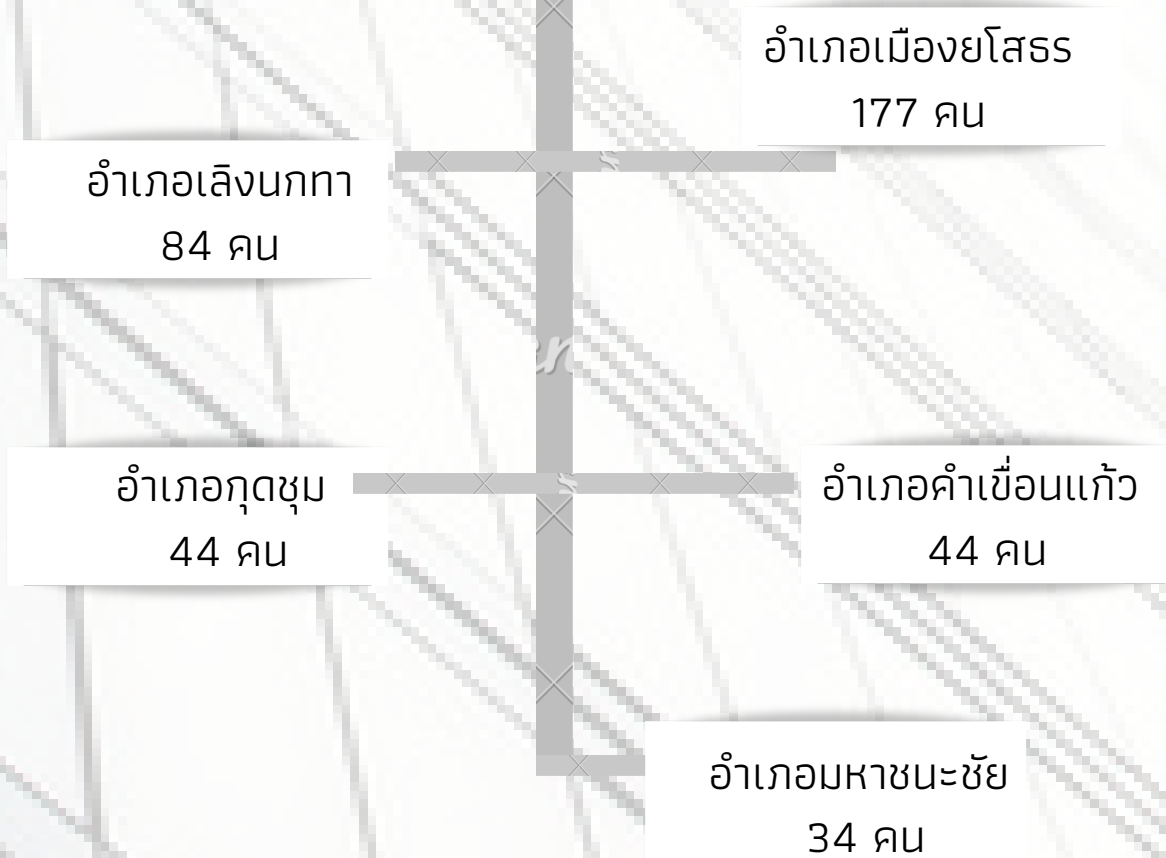 อำเภอเมืองยโสธร
177 คน
อำเภอเลิงนกทา
84 คน
อำเภอกุดชุม
44 คน
อำเภอคำเขื่อนแก้ว
44 คน
อำเภอมหาชนะชัย
34 คน